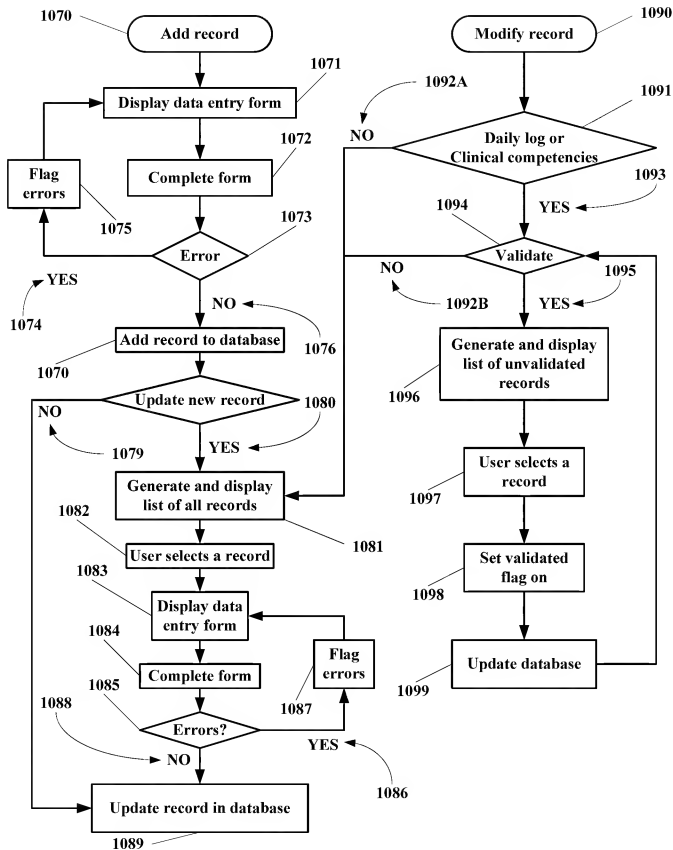 1070
Add record
1071
Display data entry form
1072
Complete form
Flag
errors
1075
1073
Error
YES
1074
NO
1076
Add record to database
1070
Update new record
1080
NO
1079
YES
Generate and display
list of all records
1081
1082
User selects a record
1083
Display data
entry form
1084
Complete form
Flag
errors
1087
1085
Errors?
1088
NO
YES
1086
Update record in database
1089
Modify record
1090
1092A
1091
NO
Daily log or
Clinical competencies
1093
YES
1094
Validate
NO
1092B
YES
1095
Generate and display
list of unvalidated
records
1096
User selects a
record
1097
Set validated
flag on
1098
Update database
1099